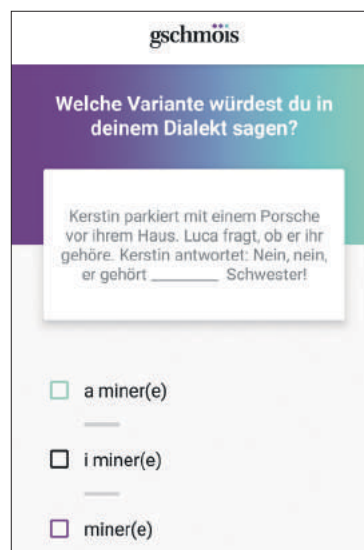 gschmöis
Welche Variante würdest du in
deinem Dialekt sagen?
Kerstin parkiert mit einem Porsche
vor ihrem Haus. Luca fragt, ob er ihr
gehöre. Kerstin antwortet: Nein, nein,
er gehört ________ Schwester!
a miner(e)
i miner(e)
miner(e)